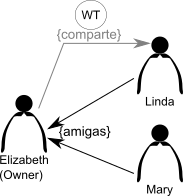 WT
{comparte}
Linda
{amigas}
Elizabeth
(Owner)
Mary